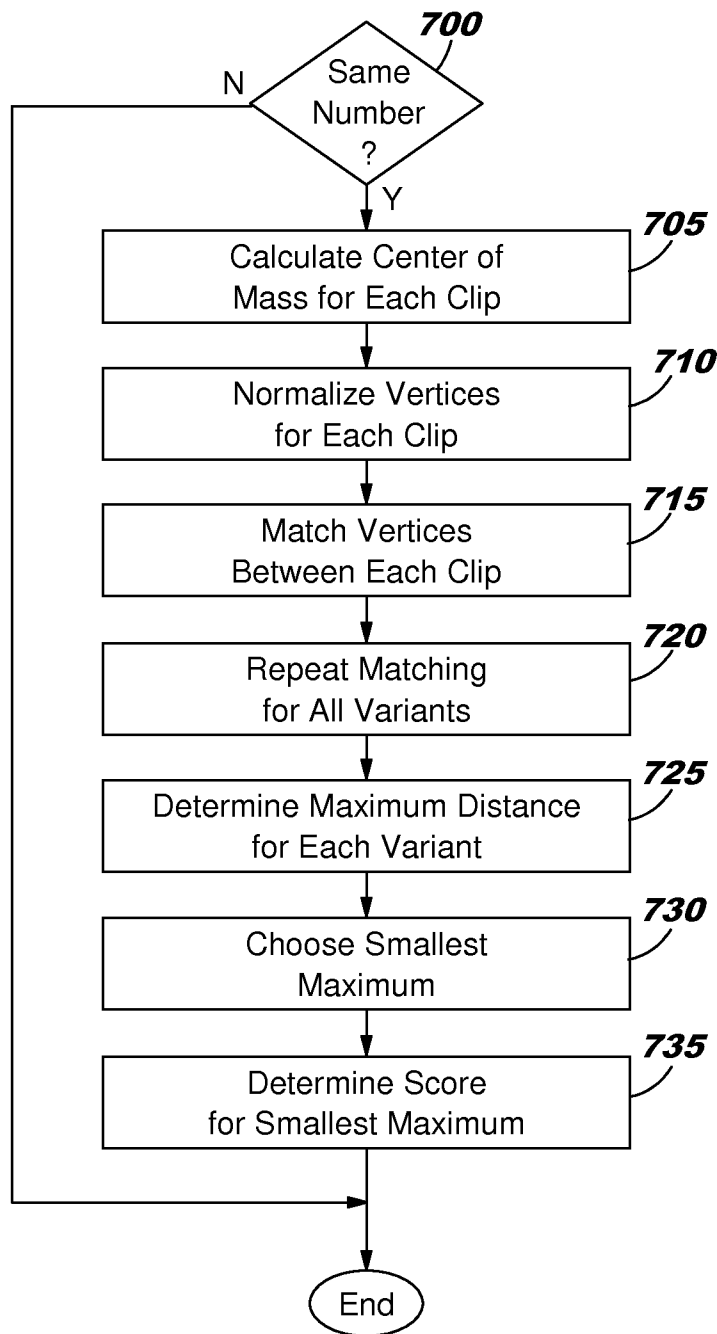 700
Same
Number
?
N
Y
705
Calculate Center of
Mass for Each Clip
710
Normalize Vertices
for Each Clip
715
Match Vertices
Between Each Clip
720
Repeat Matching
for All Variants
725
Determine Maximum Distance
for Each Variant
730
Choose Smallest
Maximum
735
Determine Score
for Smallest Maximum
End